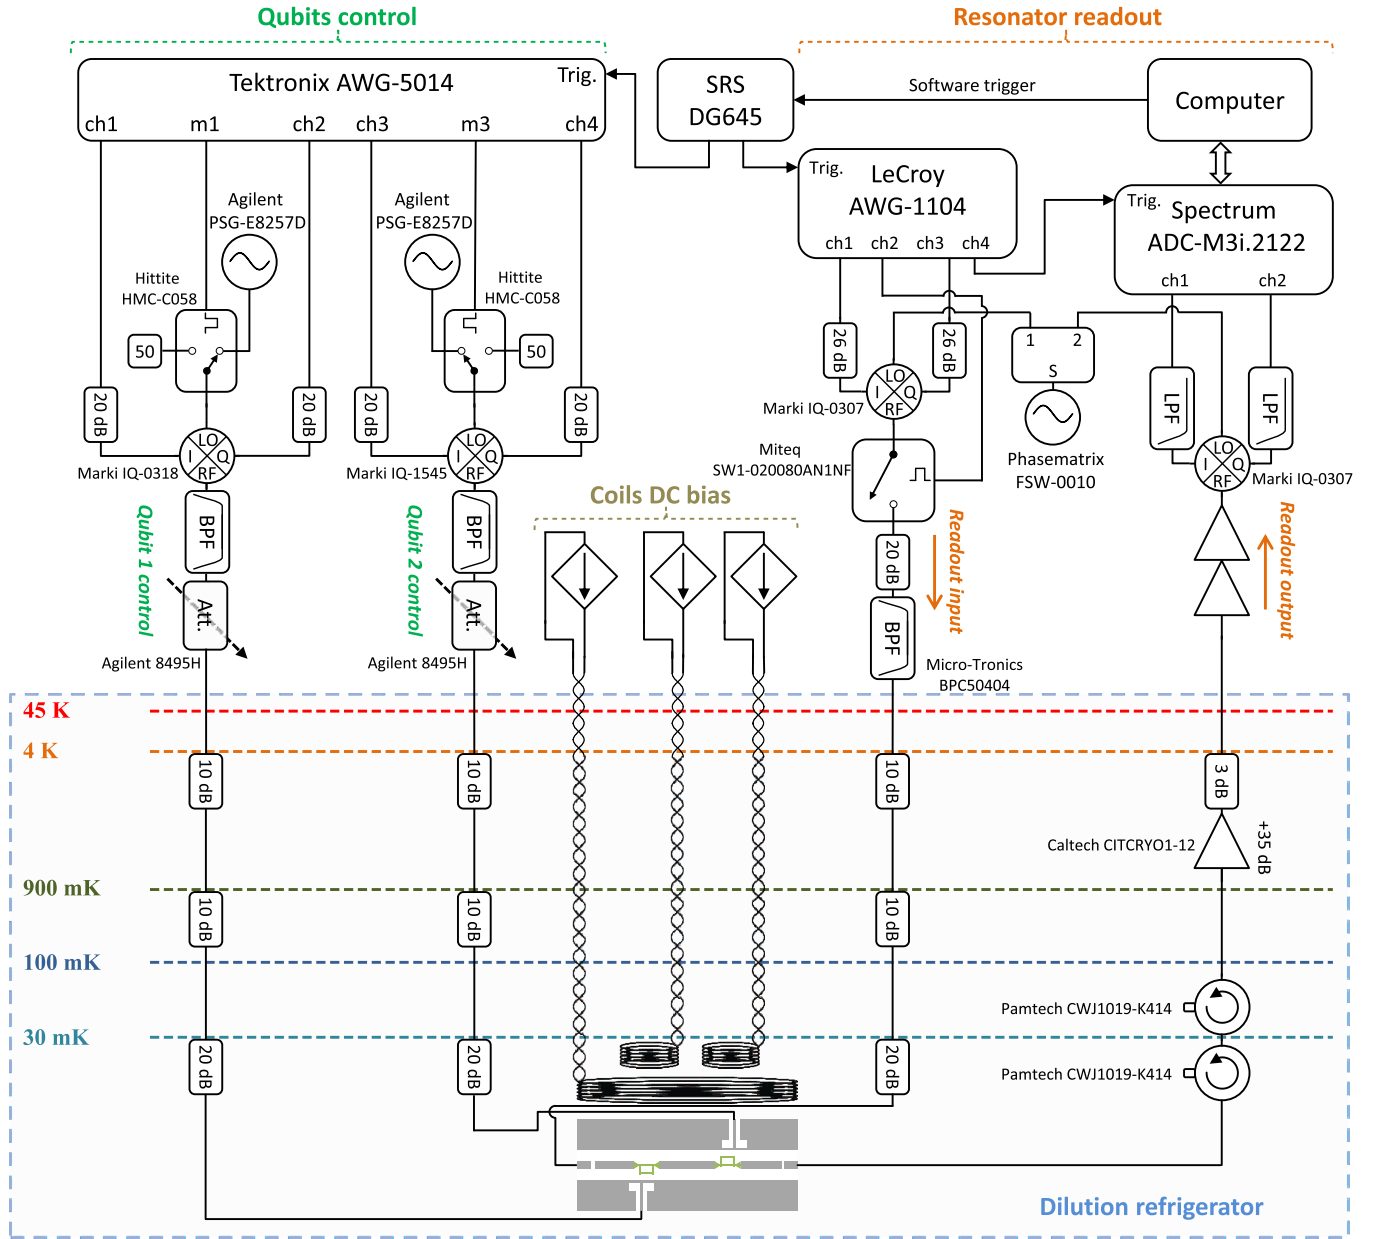 Qubits control
Resonator readout
Tektronix AWG-5014
Trig.
ch1
m1
ch2
ch3
m3
ch4
SRS
DG645
Software trigger
Computer
Trig.
LeCroy
AWG-1104
ch1
ch2
ch3
ch4
Trig.
Spectrum
ADC-M3i.2122
ch1
ch2
Agilent
PSG-E8257D
Agilent
PSG-E8257D
Hittite
HMC-C058
Hittite
HMC-C058
50
50
20 dB
20 dB
20 dB
20 dB
26 dB
26 dB
1
2
S
LPF
LPF
LO
I
Q
RF
Marki IQ-0318
LO
I
Q
RF
Marki IQ-1545
LO
I
Q
RF
Marki IQ-0307
Phasematrix
FSW-0010
LO
I
Q
RF
Marki IQ-0307
Miteq
SW1-020080AN1NF
Coils DC bias
Qubit 1 control
BPF
Att.
Agilent 8495H
Qubit 2 control
BPF
Att.
Agilent 8495H
20 dB
BPF
Readout input
Micro-Tronics
BPC50404
Readout output
45 K
4 K
10 dB
10 dB
10 dB
3 dB
Caltech CITCRYO1-12
+35 dB
900 mK
10 dB
10 dB
10 dB
100 mK
Pamtech CWJ1019-K414
30 mK
20 dB
20 dB
Pamtech CWJ1019-K414
Dilution refrigerator